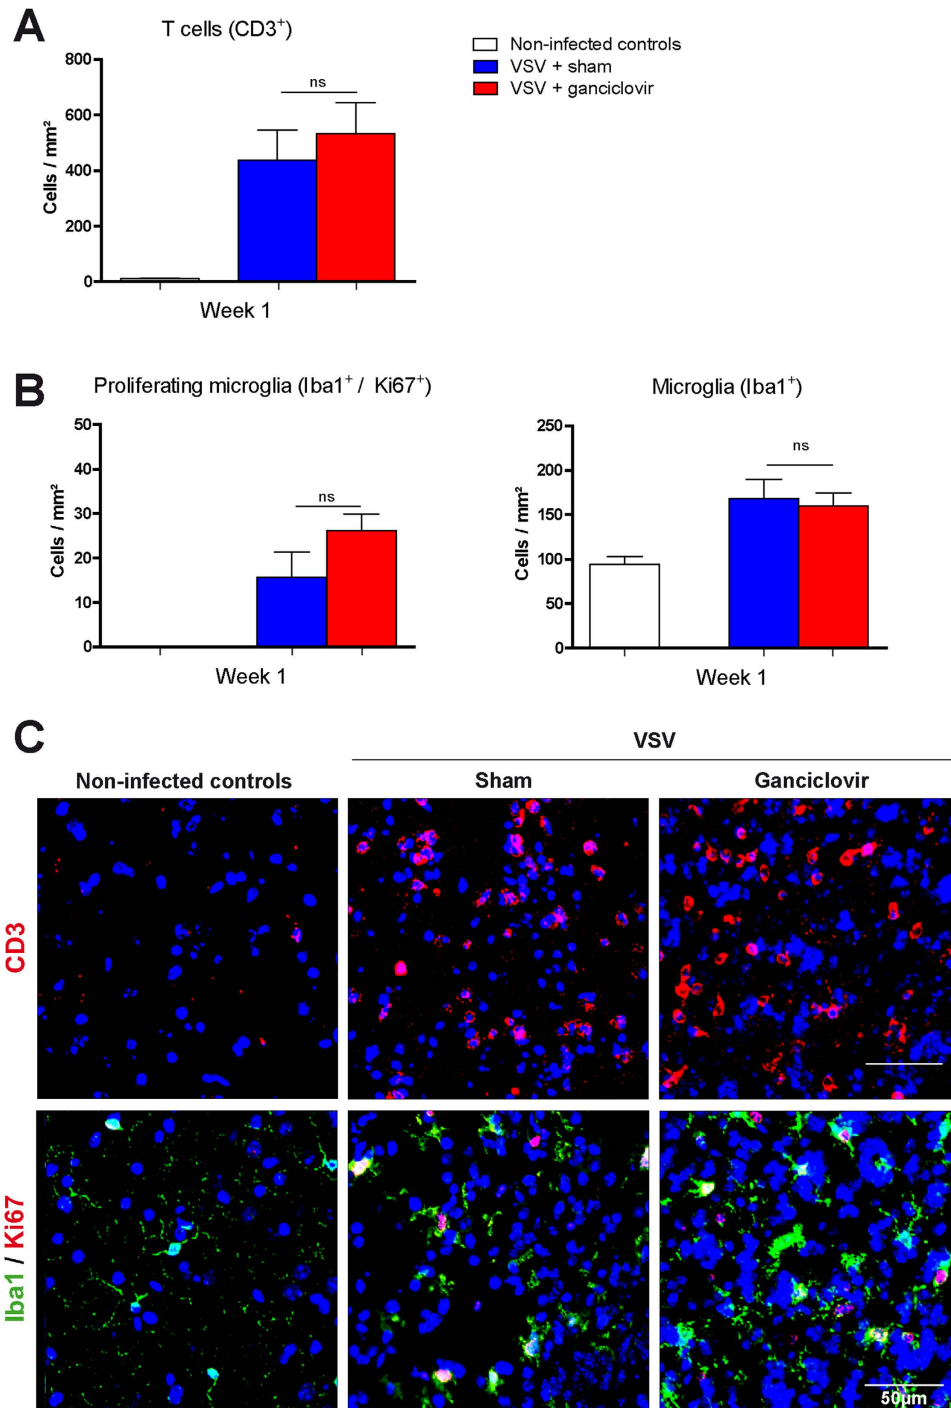 A
T cells (CD3⁺)
Non-infected controls
VSV + sham
VSV + ganciclovir
800
600
400
200
0
Cells / mm²
ns
Week 1
B
Proliferating microglia (Iba1⁺ / Ki67⁺)
50
40
30
20
10
0
Cells / mm²
ns
Week 1
Microglia (Iba1⁺)
250
200
150
100
50
0
Cells / mm²
ns
Week 1
C
VSV
Non-infected controls
Sham
Ganciclovir
CD3
Iba1 / Ki67
50µm